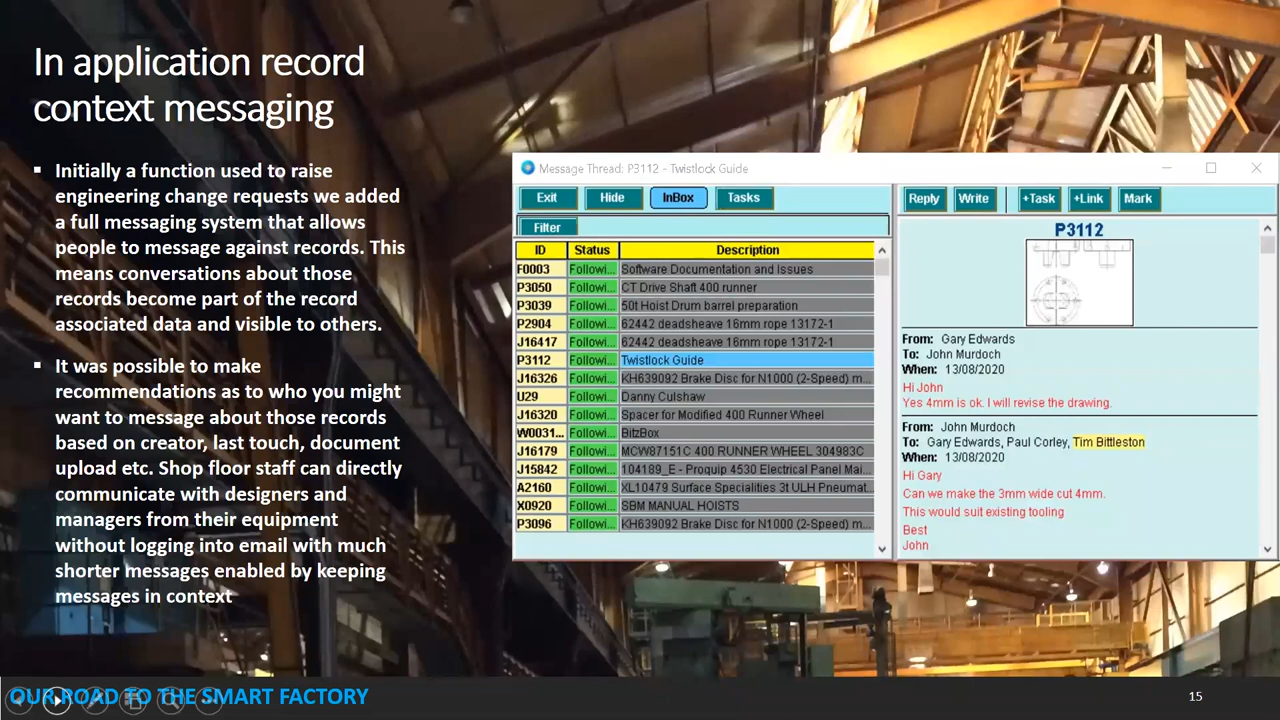 In application record
context messaging
▪ Initially a function used to raise
engineering change requests we added
a full messaging system that allows
people to message against records. This
means conversations about those
records become part of the record
associated data and visible to others.
▪ It was possible to make
recommendations as to who you might
want to message about those records
based on creator, last touch, document
upload etc. Shop floor staff can directly
communicate with designers and
managers from their equipment
without logging into email with much
shorter messages enabled by keeping
messages in context
Message Thread: P3112 - Twistlock Guide
Exit Hide InBox Tasks
Filter
ID Status Description
F0003 Followi... Software Documentation and Issues
P3050 Followi... CT Drive Shaft 400 runner
P3039 Followi... 50t Hoist Drum barrel preparation
P2904 Followi... 62442 deadsheave 16mm rope 13172-1
J16417 Followi... 62442 deadsheave 16mm rope 13172-1
P3112 Followi... Twistlock Guide
J16326 Followi... KH639092 Brake Disc for N1000 (2-Speed) m...
U29 Followi... Danny Culshaw
J16320 Followi... Spacer for Modified 400 Runner Wheel
W0031... Followi... BitzBox
J16179 Followi... MCW87151C 400 RUNNER WHEEL 304983C
J15842 Followi... 104189_E - Proquip 4530 Electrical Panel Mai...
A2160 Followi... XL10479 Surface Specialities 3t ULH Pneumat...
X0920 Followi... SBM MANUAL HOISTS
P3096 Followi... KH639092 Brake Disc for N1000 (2-Speed) m...
Reply Write +Task +Link Mark
P3112
From: Gary Edwards
To: John Murdoch
When: 13/08/2020
Hi John
Yes 4mm is ok. I will revise the drawing.
From: John Murdoch
To: Gary Edwards, Paul Corley, Tim Bittleston
When: 13/08/2020
Hi Gary
Can we make the 3mm wide cut 4mm.
This would suit existing tooling
Best
John
OUR ROAD TO THE SMART FACTORY
15